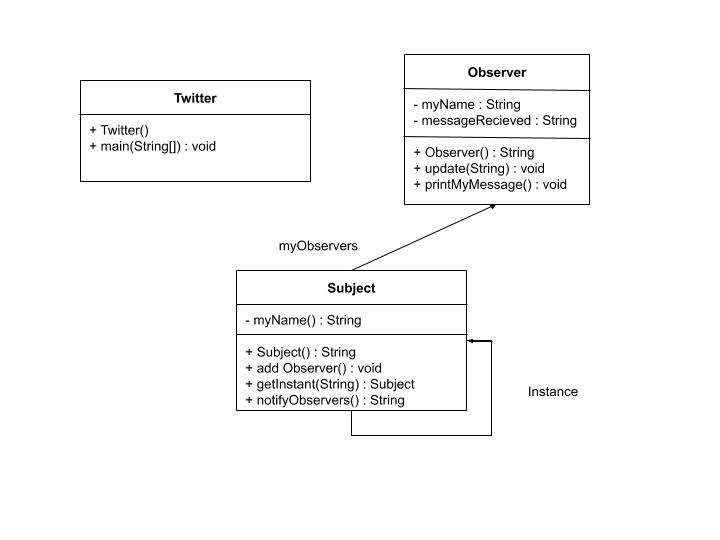 Twitter
+ Twitter()
+ main(String[]) : void
Observer
- myName : String
- messageRecieved : String
+ Observer() : String
+ update(String) : void
+ printMyMessage() : void
myObservers
Subject
- myName() : String
+ Subject() : String
+ add Observer() : void
+ getInstant(String) : Subject
+ notifyObservers() : String
Instance